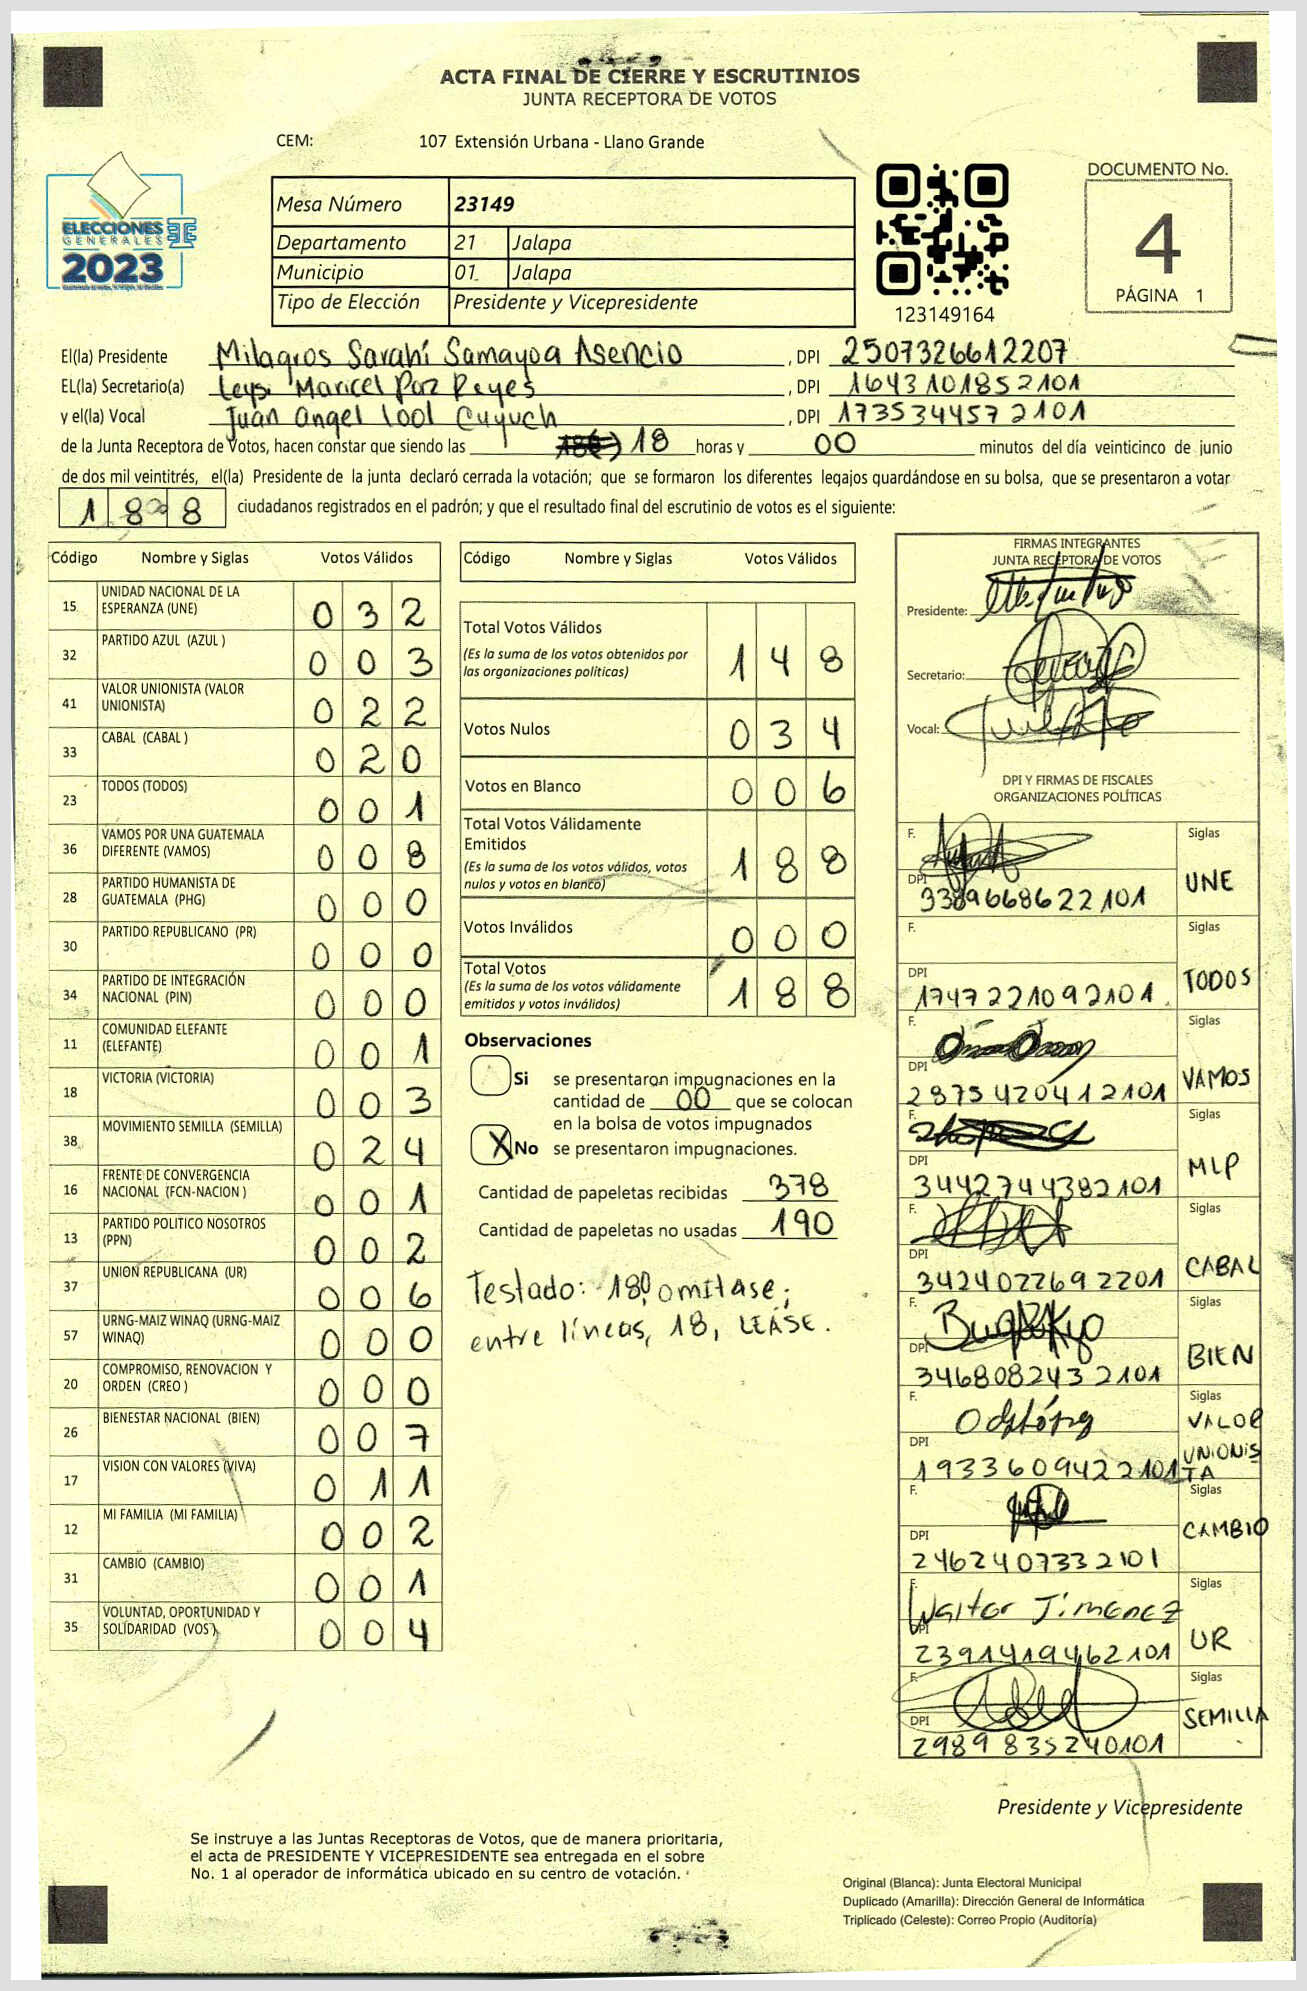 ACTA FINAL DE CIERRE Y ESCRUTINIOS
JUNTA RECEPTORA DE VOTOS
CEM: 107 Extensión Urbana - Llano Grande
ELECCIONES
GENERALES
2023
Mesa Número 23149
Departamento 21 Jalapa
Municipio 01 Jalapa
Tipo de Elección Presidente y Vicepresidente
123149164
DOCUMENTO No.
4
PÁGINA 1
El(la) Presidente Milagros Sarahí Samayoa Asencio, DPI 2507326612207
EL(la) Secretario(a) Leysi Maricel Paz Reyes, DPI 1643101852101
y el(la) Vocal Juan Angel Cuyuch, DPI 1735344572101
de la Junta Receptora de Votos, hacen constar que siendo las 18 horas y 00 minutos del día veinticinco de junio
de dos mil veintitrés, el(la) Presidente de la junta declaró cerrada la votación; que se formaron los diferentes legajos guardándose en su bolsa, que se presentaron a votar
1 8 8 ciudadanos registrados en el padrón; y que el resultado final del escrutinio de votos es el siguiente:
Código Nombre y Siglas Votos Válidos
15 UNIDAD NACIONAL DE LA ESPERANZA (UNE) 0 3 2
32 PARTIDO AZUL (AZUL ) 0 0 3
41 VALOR UNIONISTA (VALOR UNIONISTA) 0 2 2
33 CABAL (CABAL ) 0 2 0
23 TODOS (TODOS) 0 0 1
36 VAMOS POR UNA GUATEMALA DIFERENTE (VAMOS) 0 0 8
28 PARTIDO HUMANISTA DE GUATEMALA (PHG) 0 0 0
30 PARTIDO REPUBLICANO (PR) 0 0 0
34 PARTIDO DE INTEGRACIÓN NACIONAL (PIN) 0 0 0
11 COMUNIDAD ELEFANTE (ELEFANTE) 0 0 1
18 VICTORIA (VICTORIA) 0 0 3
38 MOVIMIENTO SEMILLA (SEMILLA) 0 2 4
16 FRENTE DE CONVERGENCIA NACIONAL (FCN-NACION ) 0 0 1
13 PARTIDO POLITICO NOSOTROS (PPN) 0 0 2
37 UNION REPUBLICANA (UR) 0 0 6
57 URNG-MAIZ WINAQ (URNG-MAIZ WINAQ) 0 0 0
20 COMPROMISO, RENOVACION Y ORDEN (CREO ) 0 0 0
26 BIENESTAR NACIONAL (BIEN) 0 0 7
17 VISION CON VALORES (VIVA) 0 1 1
12 MI FAMILIA (MI FAMILIA) 0 0 2
31 CAMBIO (CAMBIO) 0 0 1
35 VOLUNTAD, OPORTUNIDAD Y SOLIDARIDAD (VOS ) 0 0 4
Código Nombre y Siglas Votos Válidos
Total Votos Válidos
(Es la suma de los votos obtenidos por
las organizaciones políticas) 1 4 8
Votos Nulos 0 3 4
Votos en Blanco 0 0 6
Total Votos Válidamente
Emitidos
(Es la suma de los votos válidos, votos
nulos y votos en blanco) 1 8 8
Votos Inválidos 0 0 0
Total Votos
(Es la suma de los votos válidamente
emitidos y votos inválidos) 1 8 8
Observaciones
Si se presentaron impugnaciones en la
cantidad de 00 que se colocan
en la bolsa de votos impugnados
X No se presentaron impugnaciones.
Cantidad de papeletas recibidas 378
Cantidad de papeletas no usadas 190
Testado: 180, omitase;
entre líneas, 18, LEASE.
FIRMAS INTEGRANTES
JUNTA RECEPTORA DE VOTOS
Presidente:
Secretario:
Vocal:
DPI Y FIRMAS DE FISCALES
ORGANIZACIONES POLÍTICAS
F. Siglas
DPI 3389668622101 UNE
F. Siglas
DPI 1747221092101 TODOS
F. Siglas
DPI 2875420412101 VAMOS
F. Siglas
DPI 3442744382101 MLP
F. Siglas
DPI 3424022692201 CABAL
F. Siglas
DPI 3468082432101 BIEN
F. Siglas
DPI 1933609422101 VALOR UNIONISTA
F. Siglas
DPI 2462407332101 CAMBIO
F. Walter Jimenez Siglas
DPI 2391419462101 UR
F. Siglas
DPI 2989835240101 SEMILLA
Presidente y Vicepresidente
Se instruye a las Juntas Receptoras de Votos, que de manera prioritaria,
el acta de PRESIDENTE Y VICEPRESIDENTE sea entregada en el sobre
No. 1 al operador de informática ubicado en su centro de votación.
Original (Blanca): Junta Electoral Municipal
Duplicado (Amarilla): Dirección General de Informática
Triplicado (Celeste): Correo Propio (Auditoría)